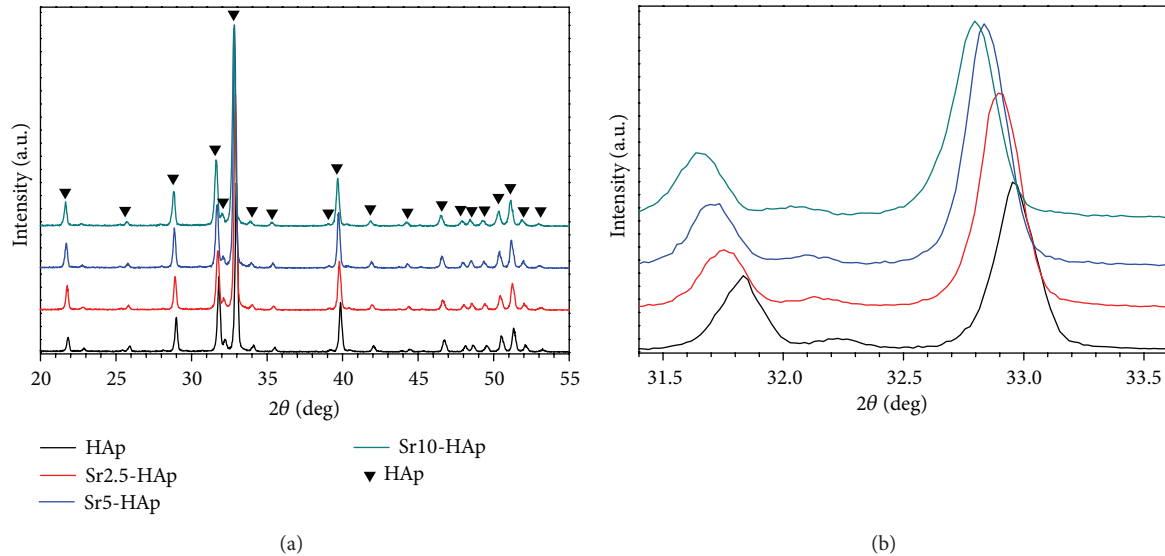 Intensity (a.u.)
20 25 30 35 40 45 50 55
2θ (deg)
HAp
Sr2.5-HAp
Sr5-HAp
Sr10-HAp
HAp
(a)
Intensity (a.u.)
31.5 32.0 32.5 33.0 33.5
2θ (deg)
(b)